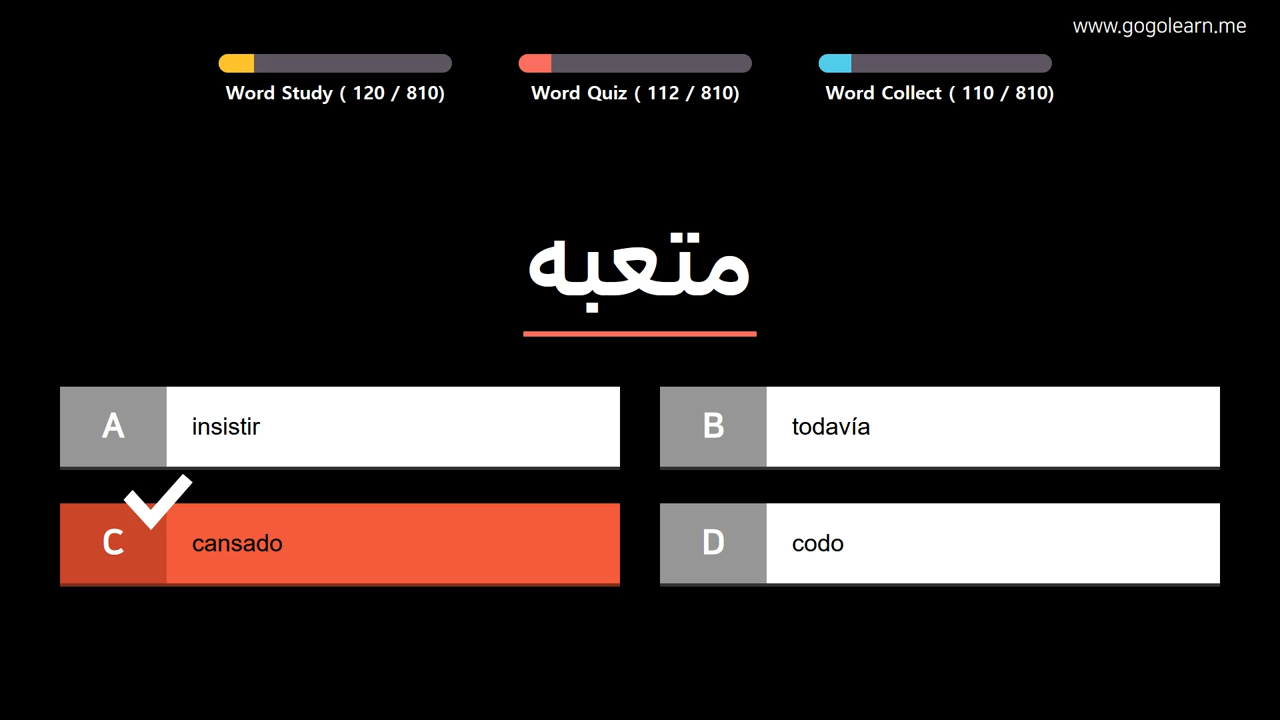 www.gogolearn.me
Word Study ( 120 / 810)
Word Quiz ( 112 / 810)
Word Collect ( 110 / 810)
متعبه
A
insistir
B
todavía
C
cansado
D
codo